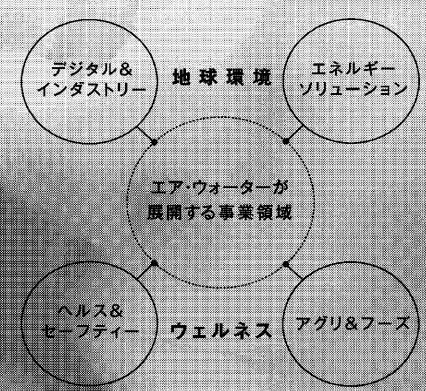 デジタル&
インダストリー
地球環境
エネルギー
ソリューション
エア・ウォーターが
展開する事業領域
ヘルス&
セーフティー
ウェルネス
アグリ&フーズ